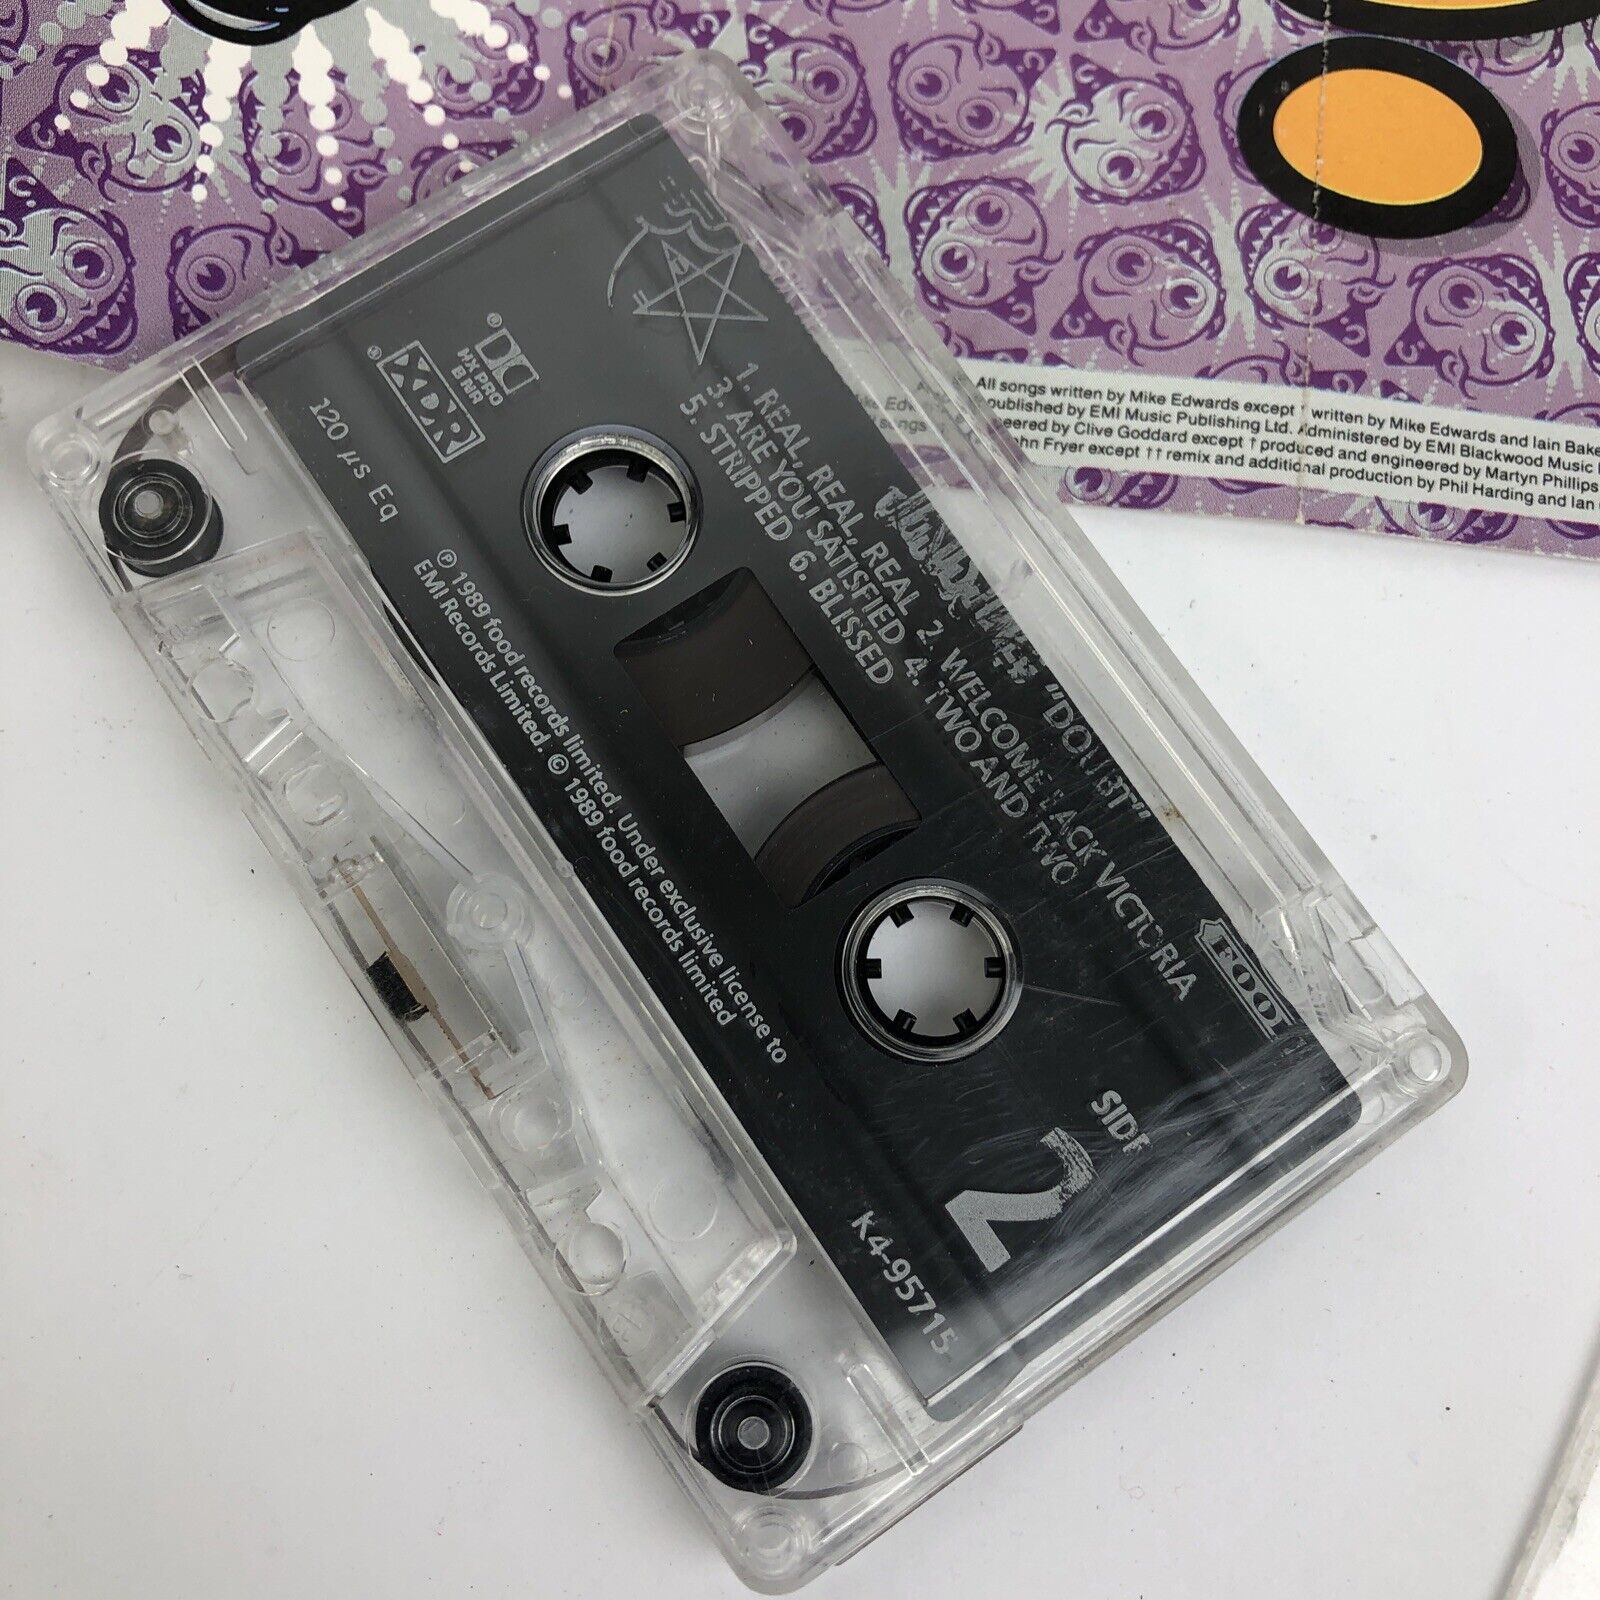 "DOUBT"
1. REAL, REAL, REAL 2. WELCOME BACK VICTORIA
3. ARE YOU SATISFIED 4. TWO AND TWO
5. STRIPPED 6. BLISSED
FOOD
SIDE
2
K4-95715
HX PRO
B NR
XDR
120 µs Eq
℗ 1989 food records limited. Under exclusive license to
EMI Records Limited. © 1989 food records limited
All songs written by Mike Edwards except † written by Mike Edwards and Iain Bake
published by EMI Music Publishing Ltd. Administered by EMI Blackwood Music
by Clive Goddard except † produced and engineered by Martyn Phillips
Fryer except †† remix and additional production by Phil Harding and Ian
songs